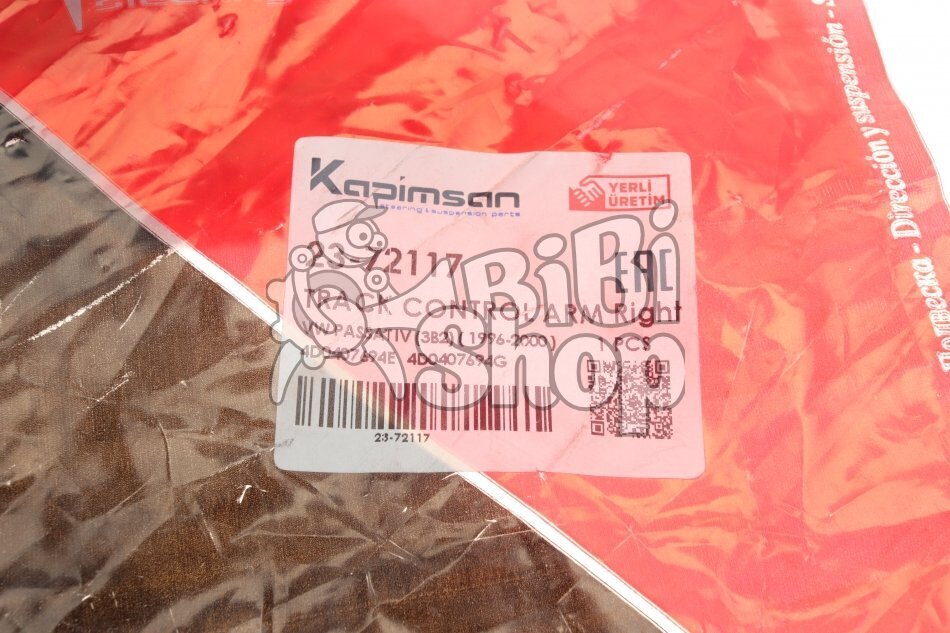 Kapimsan
steering & suspension parts
YERLİ
ÜRETİM
23-72117
EAC
TRACK CONTROL ARM Right
VW PASSAT IV (3B2) ( 1996-2000 )
1 PCS
4D0407694E 4D0407694G
23-72117
BiBi
Shop
Подвеска - Dirección y suspensión - S